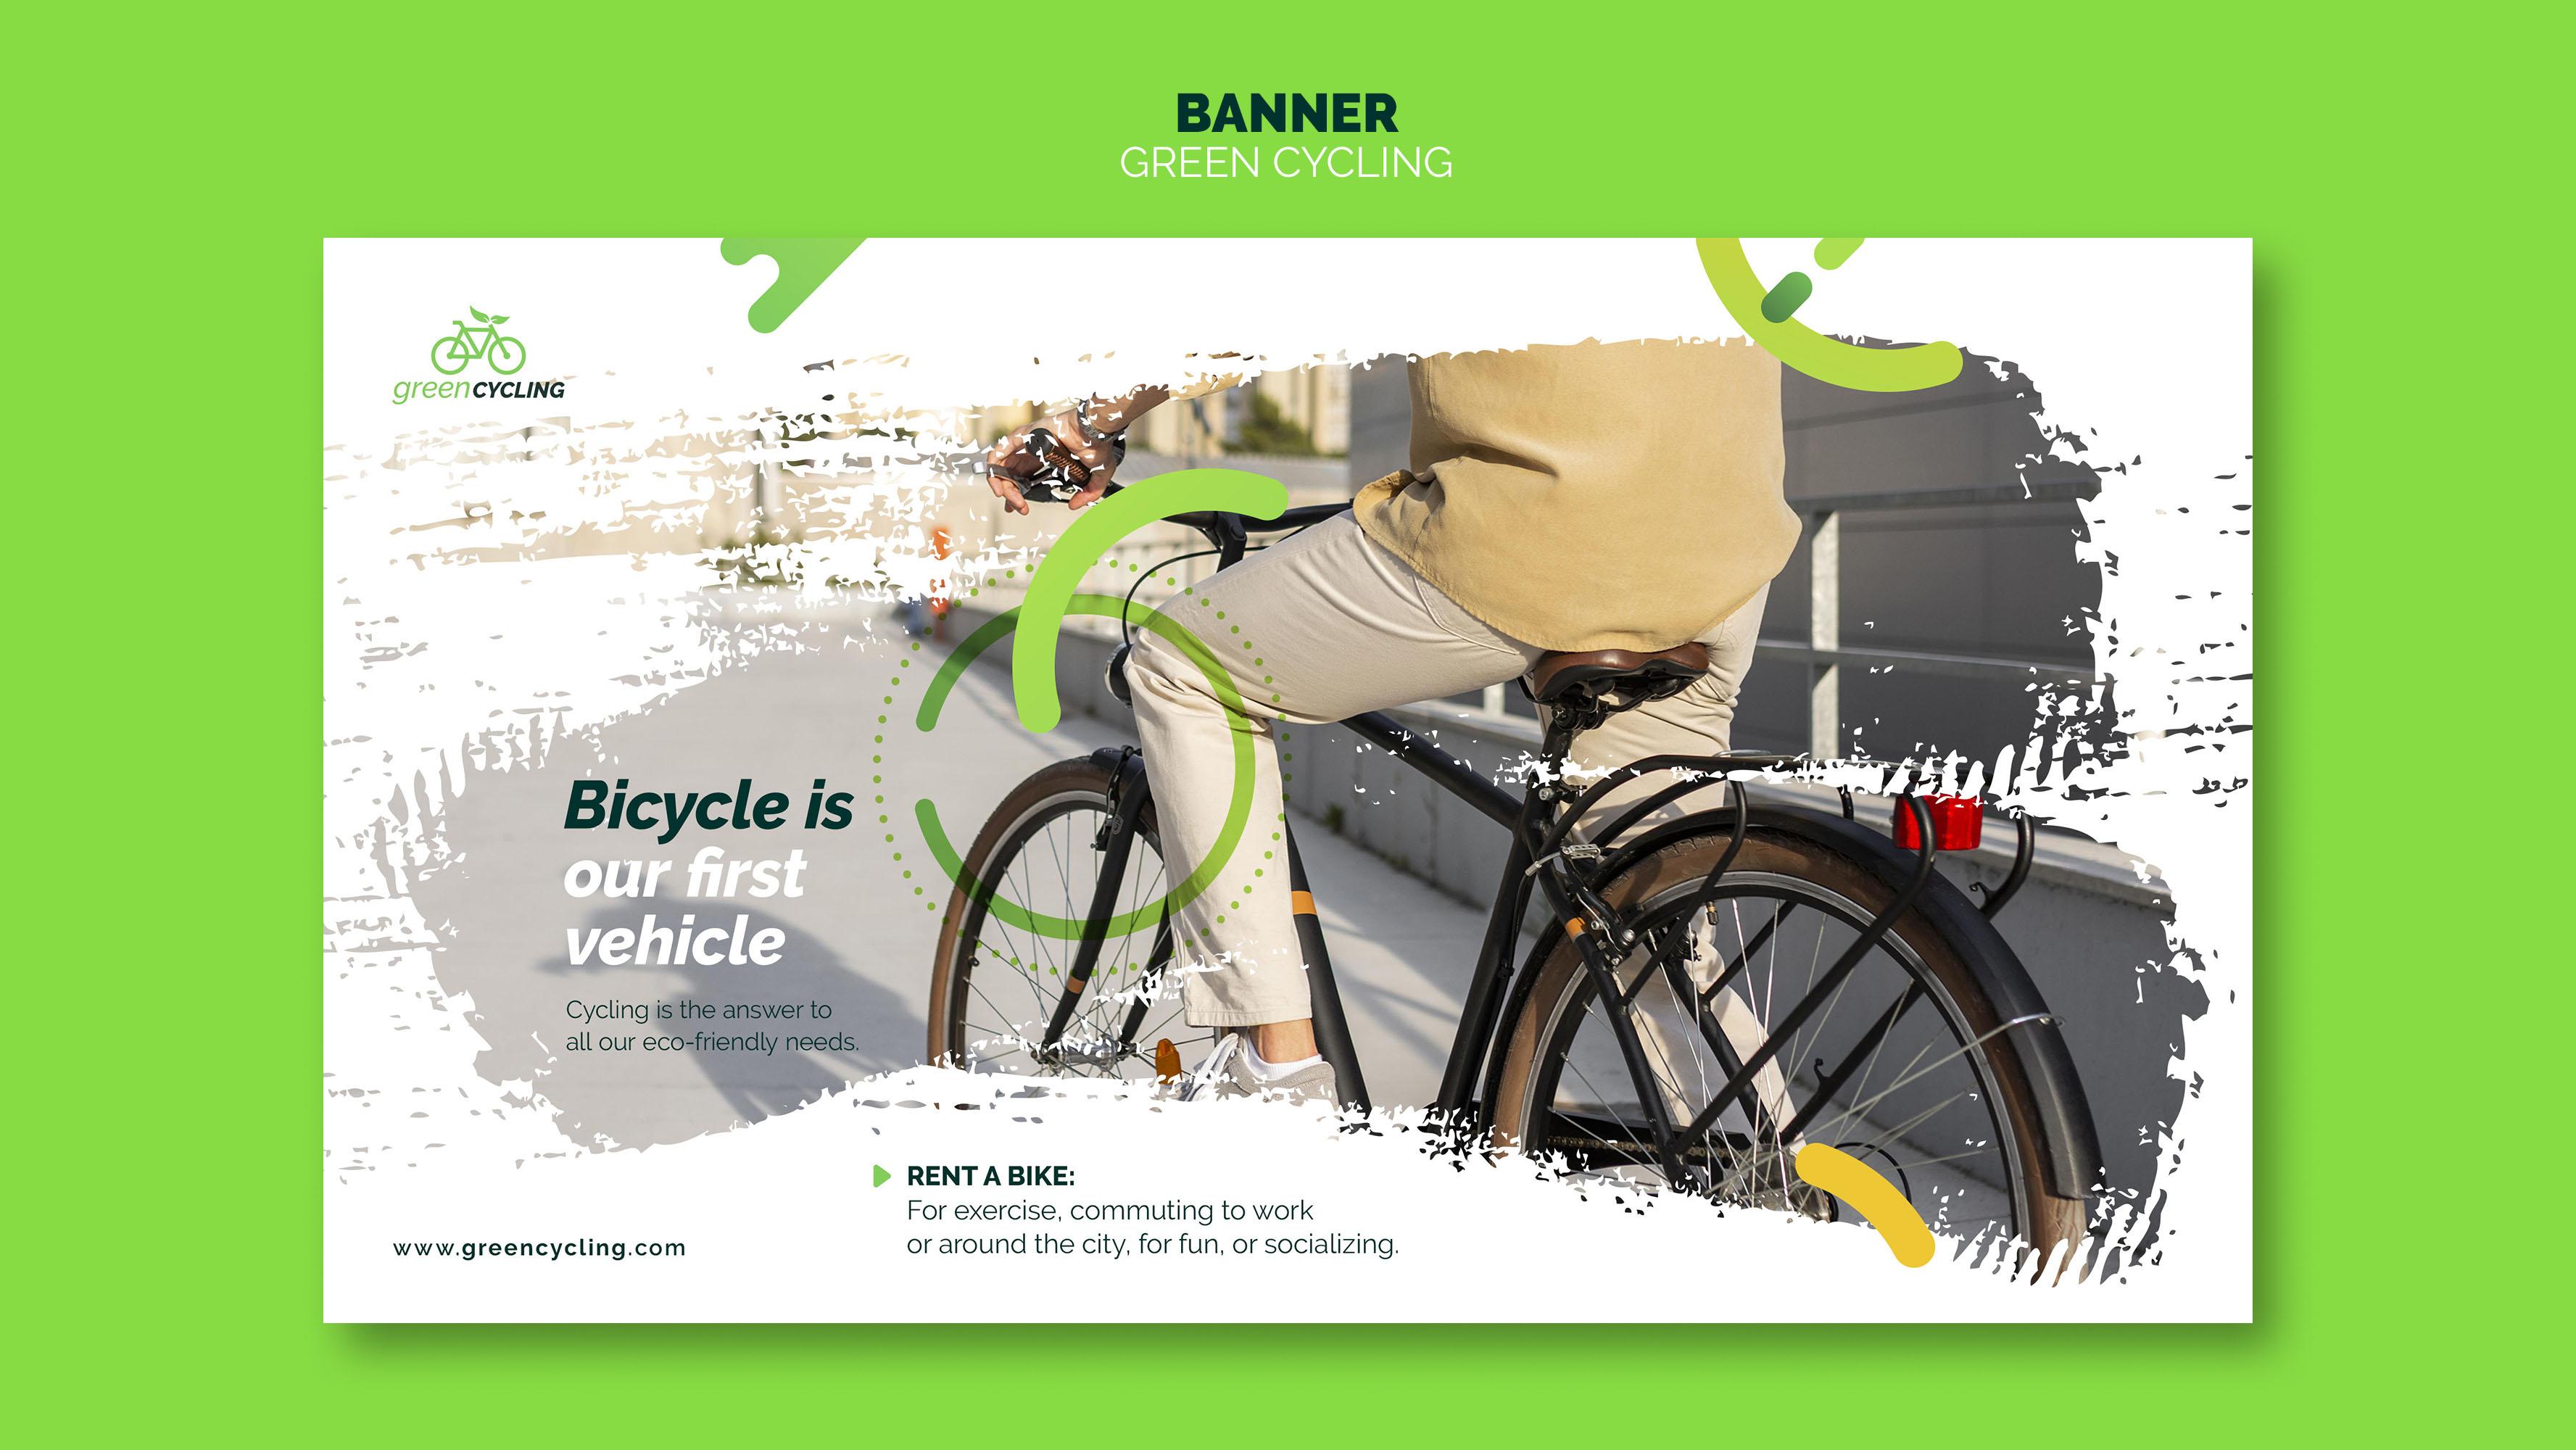 BANNER
GREEN CYCLING
greenCYCLING
Bicycle is
our first
vehicle
Cycling is the answer to
all our eco-friendly needs.
RENT A BIKE:
For exercise, commuting to work
or around the city, for fun, or socializing.
www.greencycling.com